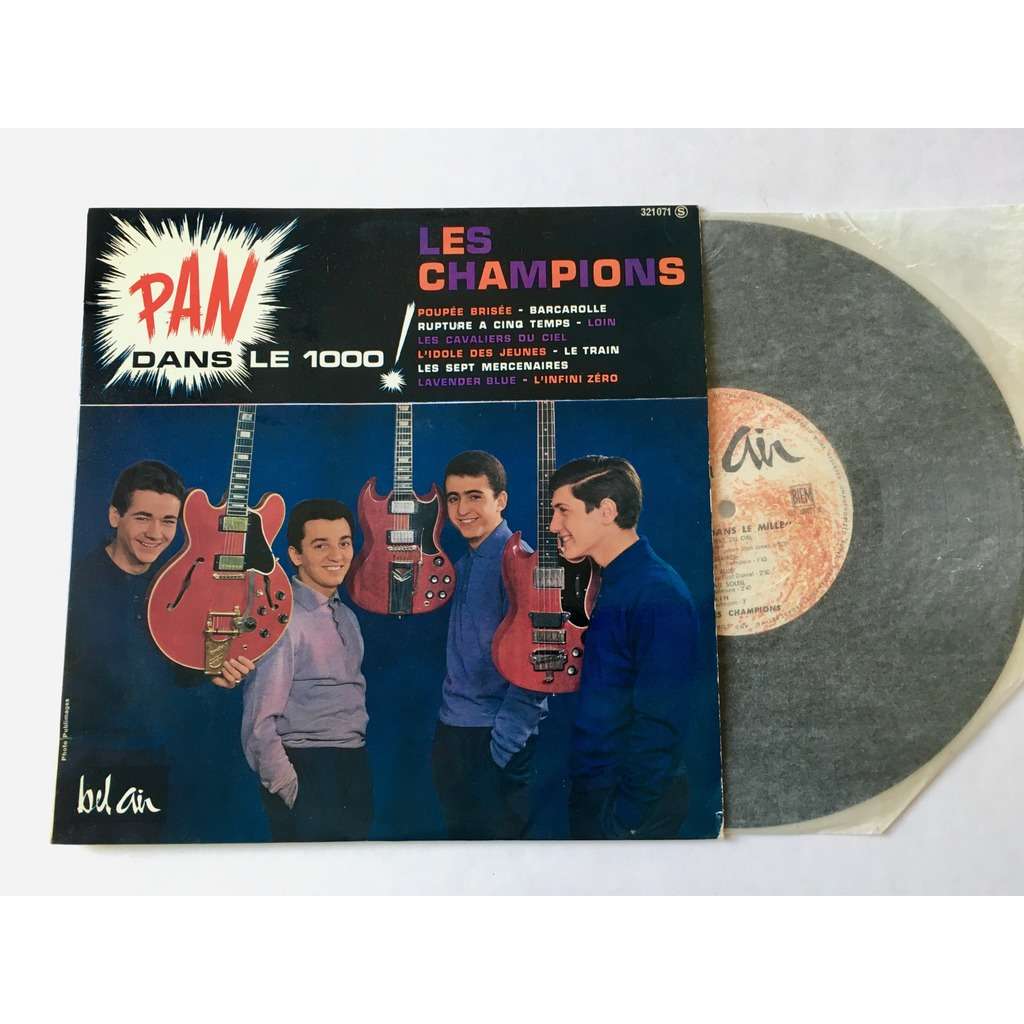 321071 S
PAN
DANS LE 1000 !
LES
CHAMPIONS
POUPÉE BRISÉE - BARCAROLLE
RUPTURE A CINQ TEMPS - LOIN
LES CAVALIERS DU CIEL
L'IDOLE DES JEUNES - LE TRAIN
LES SEPT MERCENAIRES
LAVENDER BLUE - L'INFINI ZÉRO
Photo Publimages
bel air
air
BIEM
DANS LE MILLE"
SOLEIL
CHAMPIONS